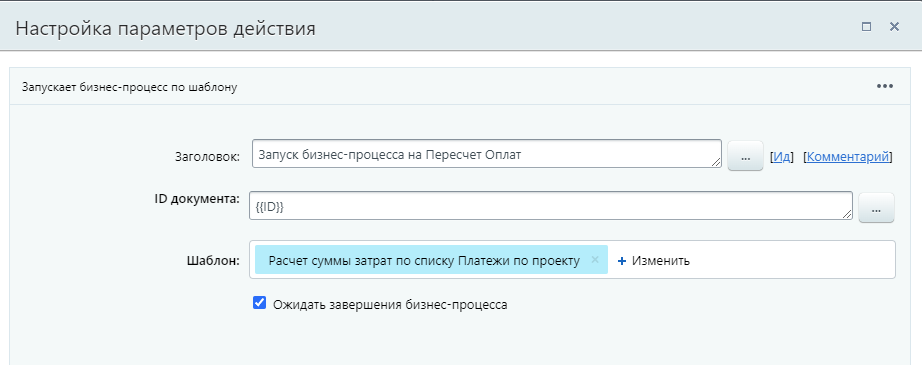 Настройка параметров действия
Запускает бизнес-процесс по шаблону
Заголовок: Запуск бизнес-процесса на Пересчет Оплат ... [Ид] [Комментарий]
ID документа: {{ID}} ...
Шаблон: Расчет суммы затрат по списку Платежи по проекту × + Изменить
Ожидать завершения бизнес-процесса